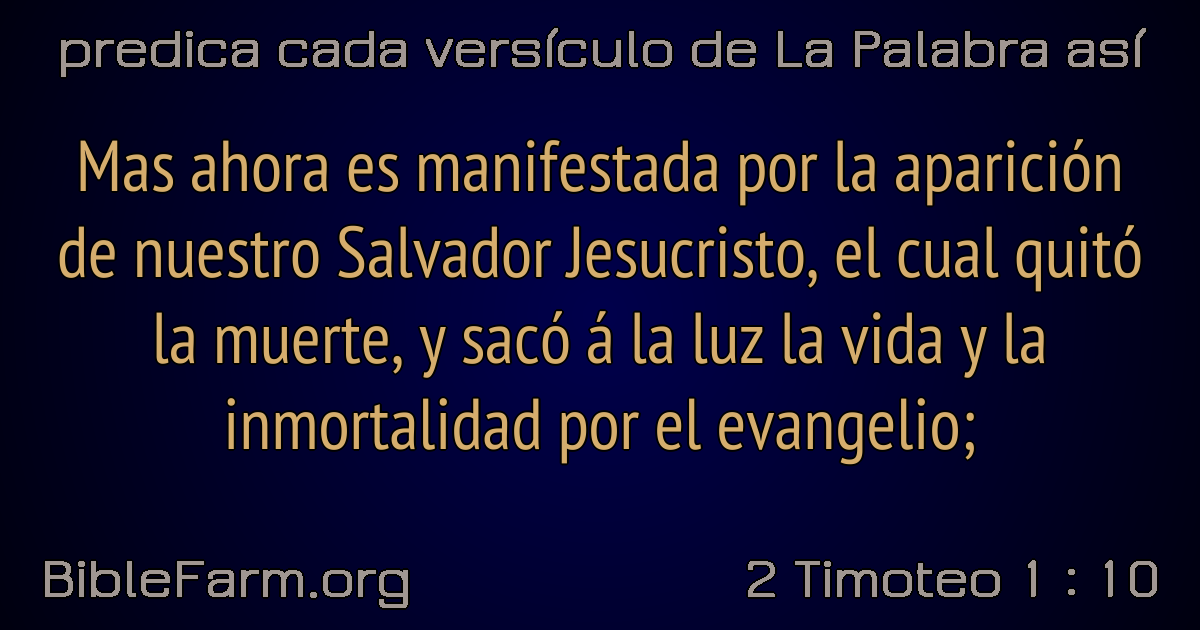 predica cada versículo de La Palabra así
Mas ahora es manifestada por la aparición
de nuestro Salvador Jesucristo, el cual quitó
la muerte, y sacó á la luz la vida y la
inmortalidad por el evangelio;
BibleFarm.org
2 Timoteo 1 : 10